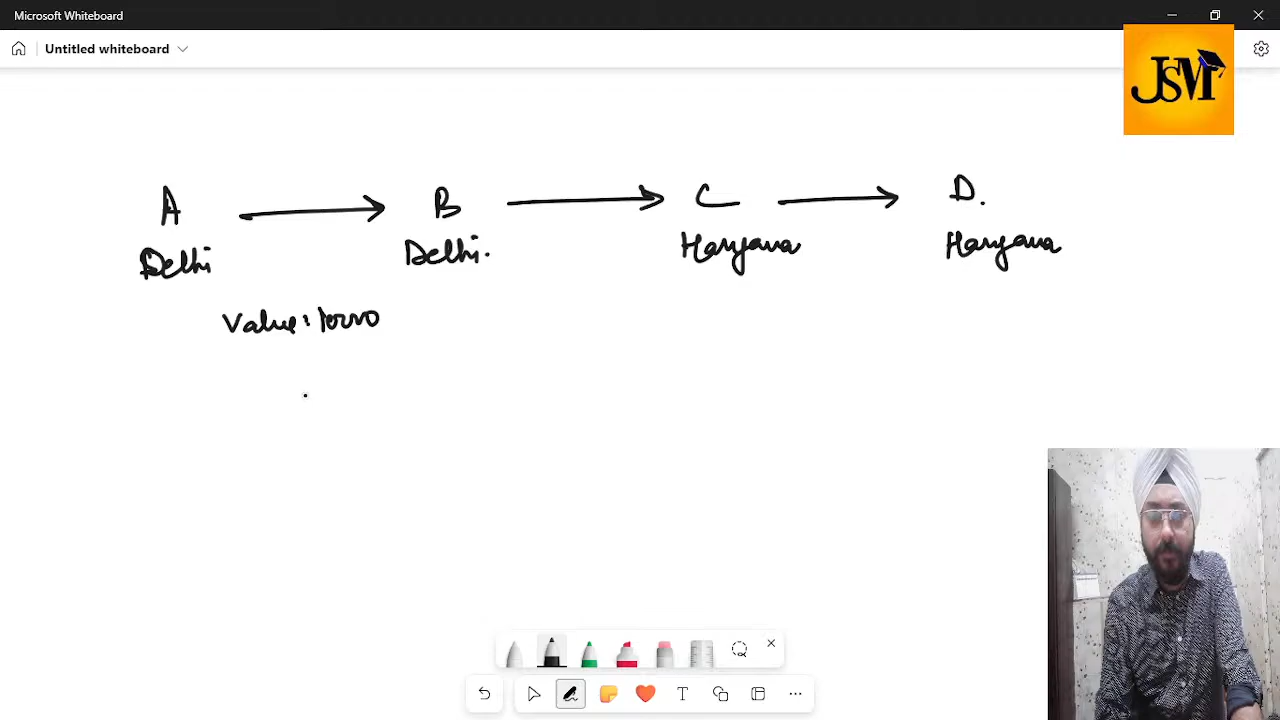 Microsoft Whiteboard
Untitled whiteboard
JSM
A B C D.
Delhi Delhi. Haryana Haryana
Value: 10000